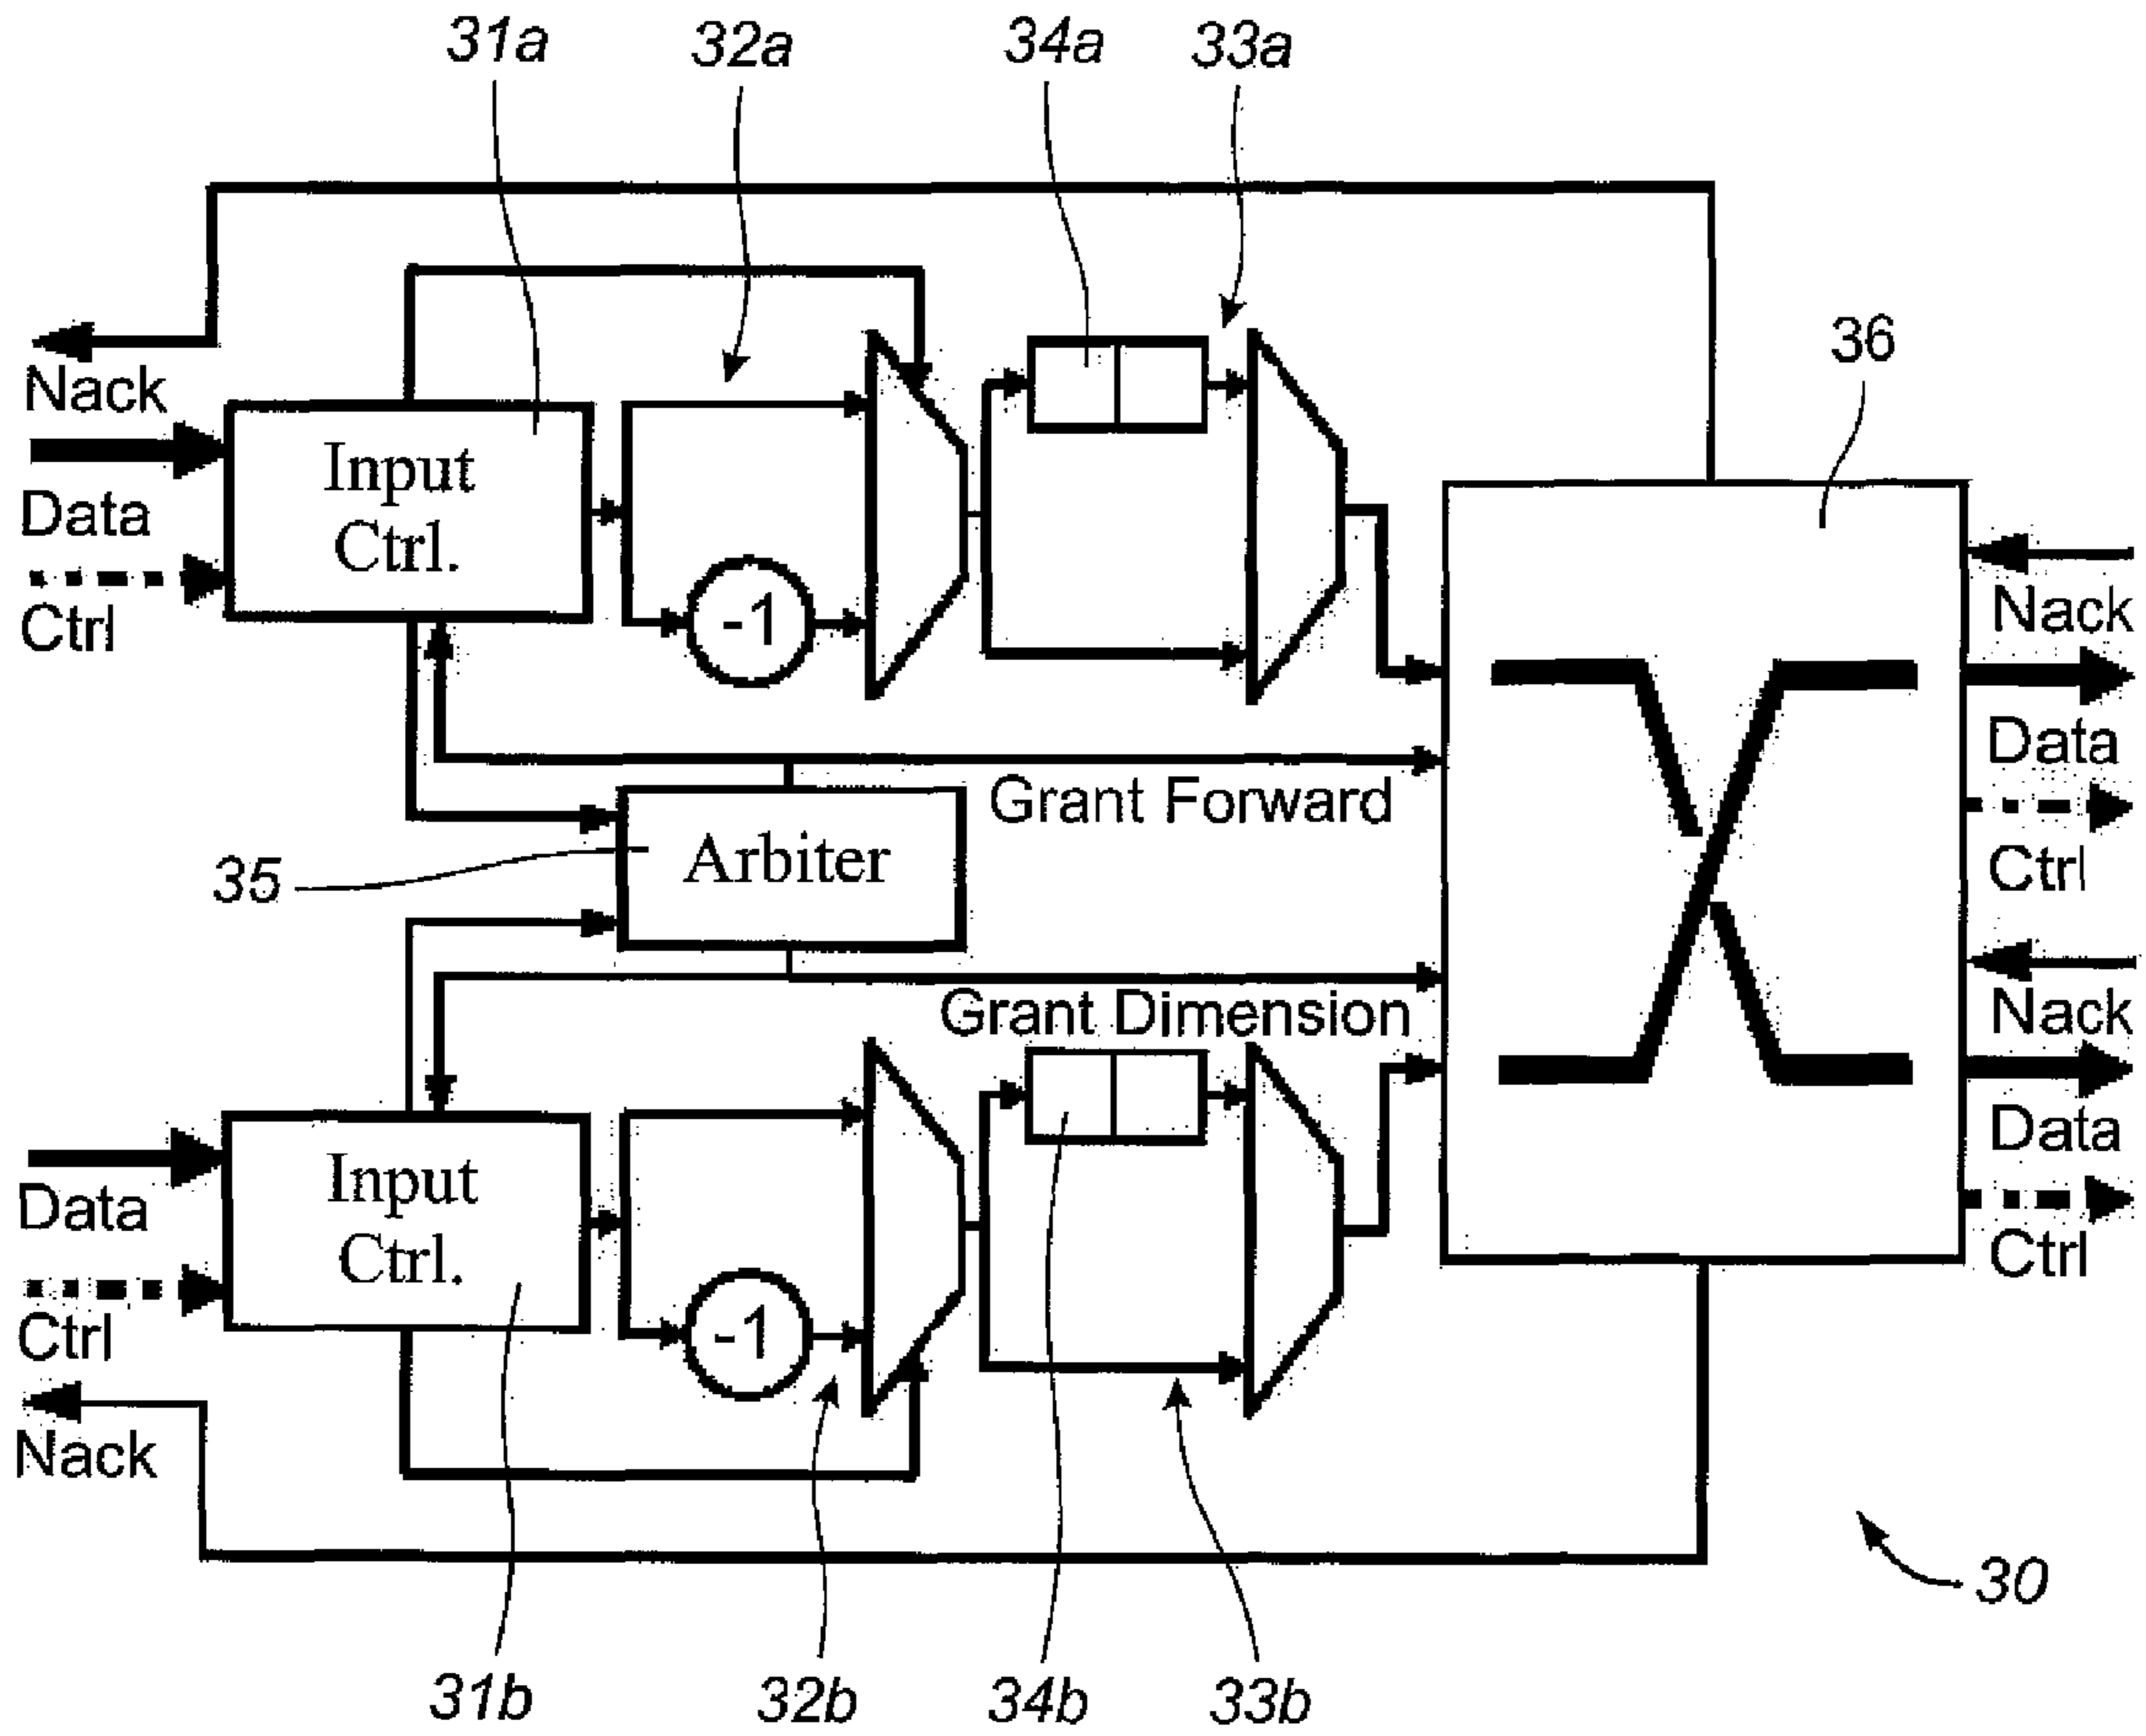 31a
32a
34a
33a
36
Nack
Input
Ctrl.
Data
Ctrl
-1
Nack
Data
Ctrl
Grant Forward
Arbiter
35
Grant Dimension
Nack
Data
Ctrl
Input
Ctrl.
Data
Ctrl
-1
Nack
30
31b
32b
34b
33b